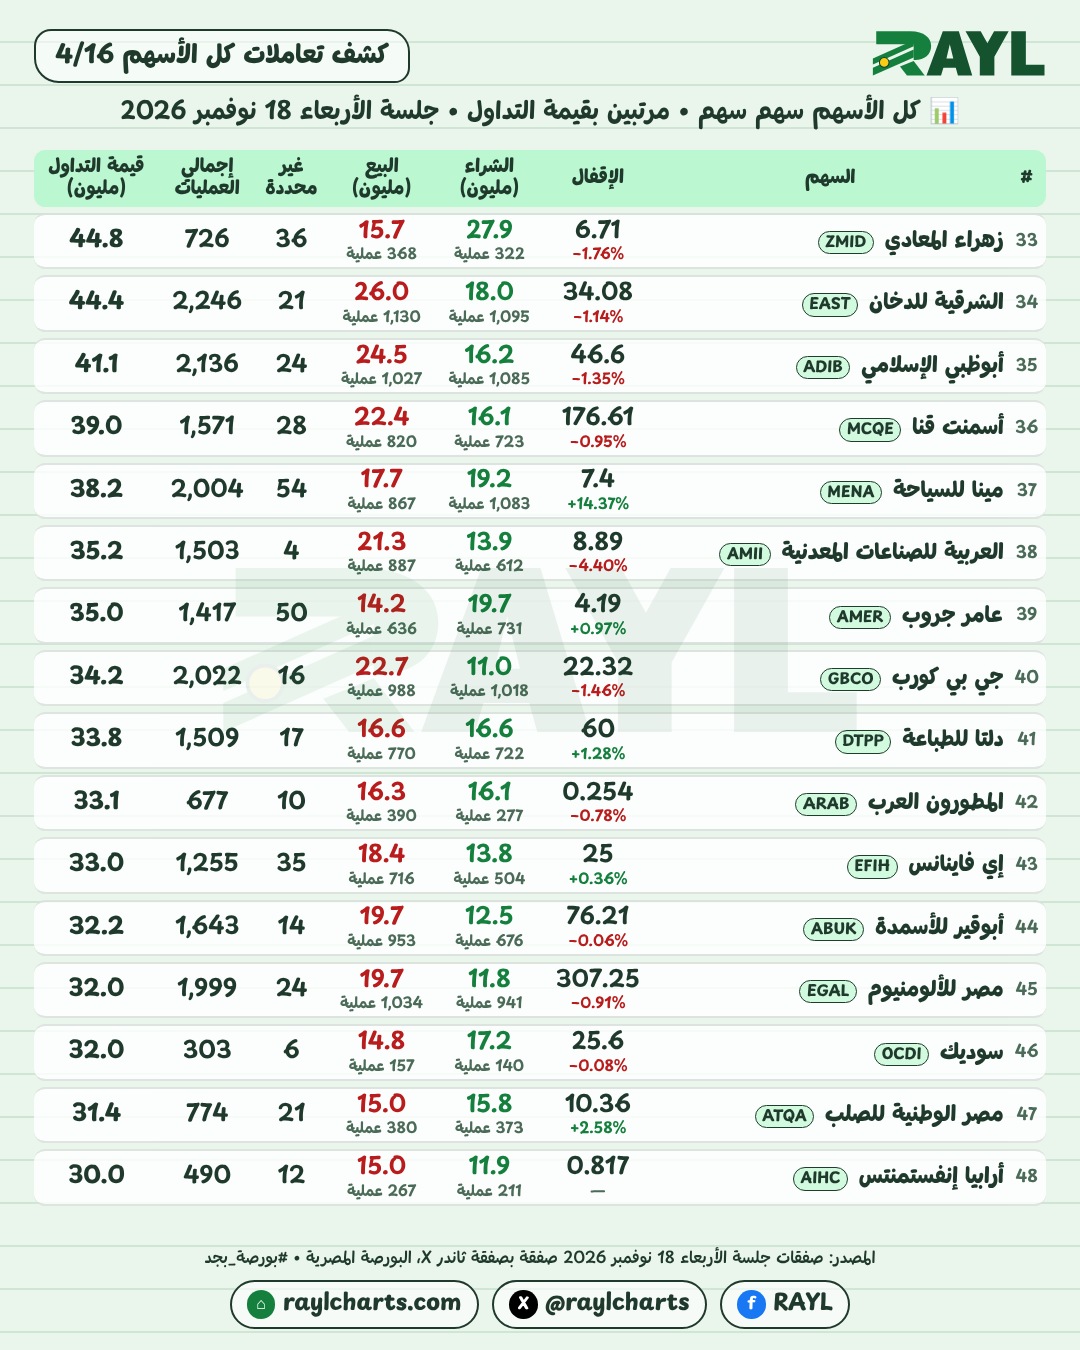 RAYL
كشف تعاملات كل الأسهم 4/16
📊 كل الأسهم سهم سهم • مرتبين بقيمة التداول • جلسة الأربعاء 18 نوفمبر 2026
# السهم الإقفال الشراء (مليون) البيع (مليون) غير محددة إجمالي العمليات قيمة التداول (مليون)
33 زهراء المعادي ZMID 6.71 27.9 15.7 36 726 44.8
-1.76% 322 عملية 368 عملية
34 الشرقية للدخان EAST 34.08 18.0 26.0 21 2,246 44.4
-1.14% 1,095 عملية 1,130 عملية
35 أبوظبي الإسلامي ADIB 46.6 16.2 24.5 24 2,136 41.1
-1.35% 1,085 عملية 1,027 عملية
36 أسمنت قنا MCQE 176.61 16.1 22.4 28 1,571 39.0
-0.95% 723 عملية 820 عملية
37 مينا للسياحة MENA 7.4 19.2 17.7 54 2,004 38.2
+14.37% 1,083 عملية 867 عملية
38 العربية للصناعات المعدنية AMII 8.89 13.9 21.3 4 1,503 35.2
-4.40% 612 عملية 887 عملية
39 عامر جروب AMER 4.19 19.7 14.2 50 1,417 35.0
+0.97% 731 عملية 636 عملية
40 جي بي كورب GBCO 22.32 11.0 22.7 16 2,022 34.2
-1.46% 1,018 عملية 988 عملية
41 دلتا للطباعة DTPP 60 16.6 16.6 17 1,509 33.8
+1.28% 722 عملية 770 عملية
42 المطورون العرب ARAB 0.254 16.1 16.3 10 677 33.1
-0.78% 277 عملية 390 عملية
43 إي فاينانس EFIH 25 13.8 18.4 35 1,255 33.0
+0.36% 504 عملية 716 عملية
44 أبوقير للأسمدة ABUK 76.21 12.5 19.7 14 1,643 32.2
-0.06% 676 عملية 953 عملية
45 مصر للألومنيوم EGAL 307.25 11.8 19.7 24 1,999 32.0
-0.91% 941 عملية 1,034 عملية
46 سوديك OCDI 25.6 17.2 14.8 6 303 32.0
-0.08% 140 عملية 157 عملية
47 مصر الوطنية للصلب ATQA 10.36 15.8 15.0 21 774 31.4
+2.58% 373 عملية 380 عملية
48 أرابيا إنفستمنتس AIHC 0.817 11.9 15.0 12 490 30.0
— 211 عملية 267 عملية
RAYL
المصدر: صفقات جلسة الأربعاء 18 نوفمبر 2026 صفقة بصفقة ثاندر X، البورصة المصرية • #بورصة_بجد
raylcharts.com
X @raylcharts
f RAYL